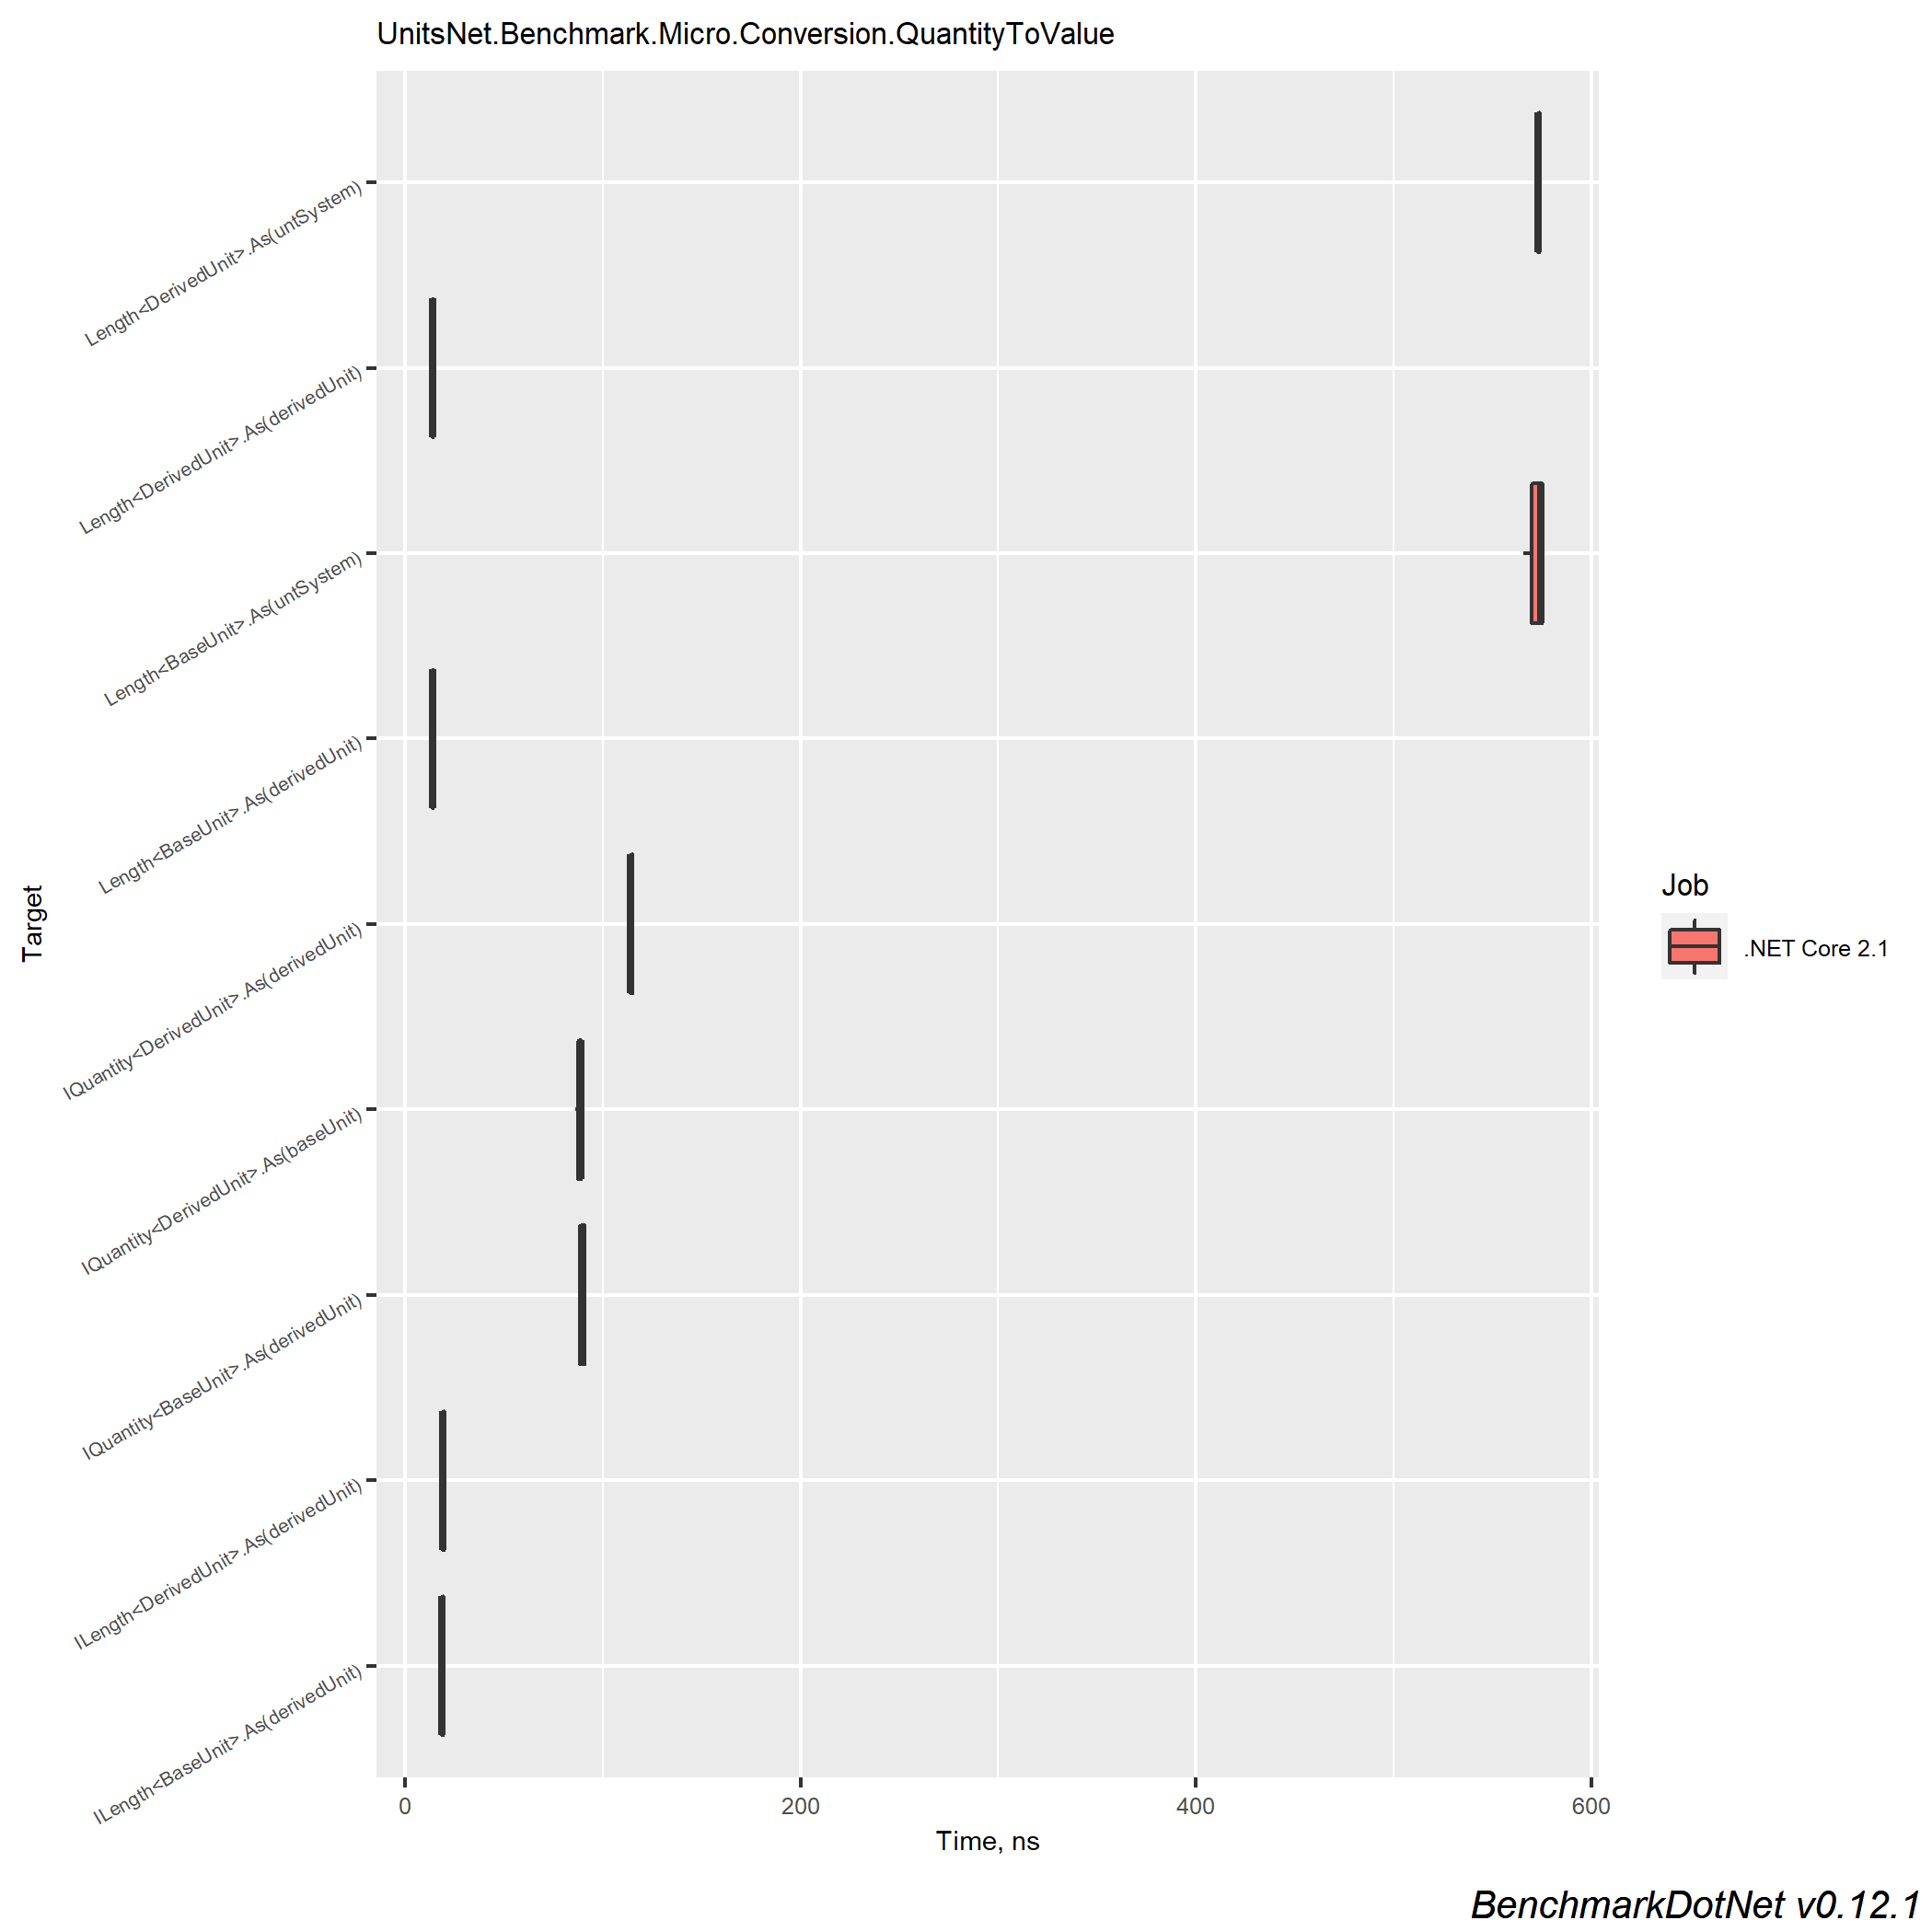 UnitsNet.Benchmark.Micro.Conversion.QuantityToValue
Length<DerivedUnit>.As(untSystem)
Length<DerivedUnit>.As(derivedUnit)
Length<BaseUnit>.As(untSystem)
Length<BaseUnit>.As(derivedUnit)
IQuantity<DerivedUnit>.As(derivedUnit)
IQuantity<DerivedUnit>.As(baseUnit)
IQuantity<BaseUnit>.As(derivedUnit)
ILength<DerivedUnit>.As(derivedUnit)
ILength<BaseUnit>.As(derivedUnit)
Target
0 200 400 600
Time, ns
Job
.NET Core 2.1
BenchmarkDotNet v0.12.1